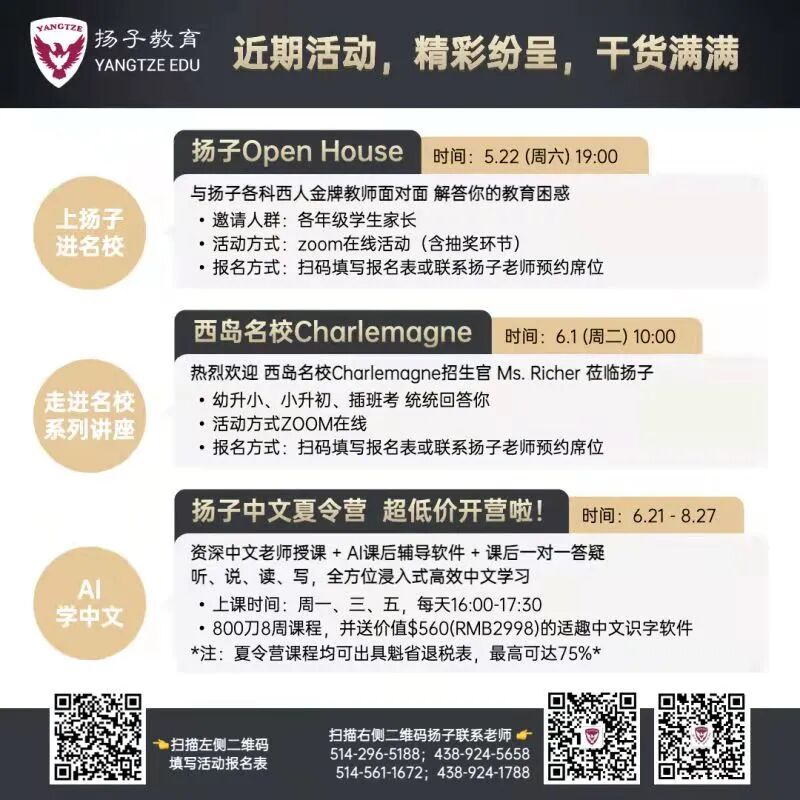 YANGTZE
扬子教育
YANGTZE EDU
近期活动，精彩纷呈，干货满满
上扬子
进名校
扬子Open House
时间：5.22 (周六) 19:00
与扬子各科西人金牌教师面对面 解答你的教育困惑
• 邀请人群：各年级学生家长
• 活动方式：zoom在线活动（含抽奖环节）
• 报名方式：扫码填写报名表或联系扬子老师预约席位
走进名校
系列讲座
西岛名校Charlemagne
时间：6.1 (周二) 10:00
热烈欢迎 西岛名校Charlemagne招生官 Ms. Richer 莅临扬子
• 幼升小、小升初、插班考 统统回答你
• 活动方式ZOOM在线
• 报名方式：扫码填写报名表或联系扬子老师预约席位
AI
学中文
扬子中文夏令营 超低价开营啦！
时间：6.21 - 8.27
资深中文老师授课 + AI课后辅导软件 + 课后一对一答疑
听、说、读、写，全方位浸入式高效中文学习
• 上课时间：周一、三、五，每天16:00-17:30
• 800刀8周课程，并送价值$560(RMB2998)的适趣中文识字软件
*注：夏令营课程均可出具魁省退税表，最高可达75%*
👈扫描左侧二维码
填写活动报名表
扫描右侧二维码扬子联系老师👉
514-296-5188；438-924-5658
514-561-1672；438-924-1788